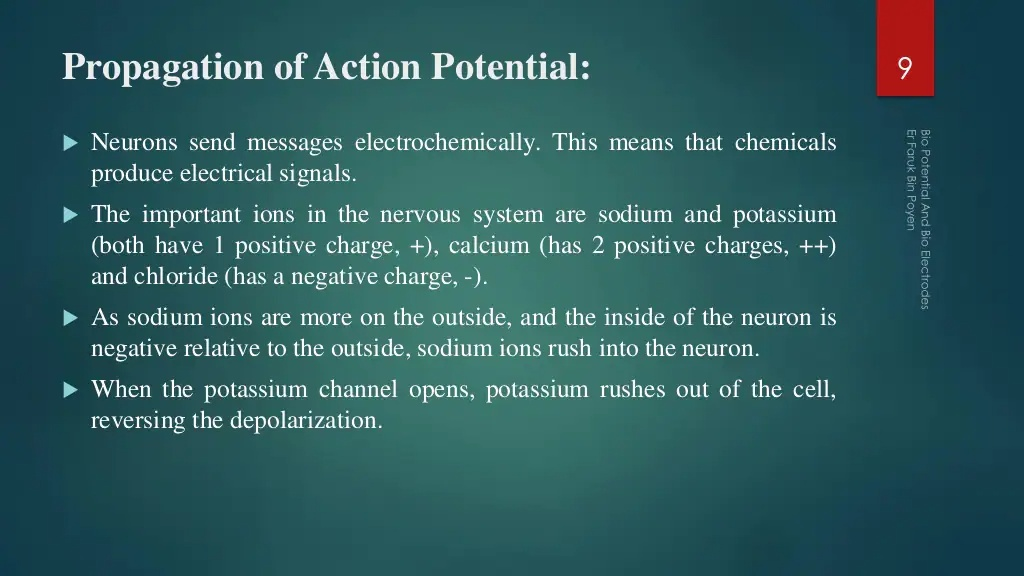 Propagation of Action Potential:
9
Neurons send messages electrochemically. This means that chemicals
produce electrical signals.
The important ions in the nervous system are sodium and potassium
(both have 1 positive charge, +), calcium (has 2 positive charges, ++)
and chloride (has a negative charge, -).
As sodium ions are more on the outside, and the inside of the neuron is
negative relative to the outside, sodium ions rush into the neuron.
When the potassium channel opens, potassium rushes out of the cell,
reversing the depolarization.
Bio Potential And Bio Electrodes
Er Faruk Bin Poyen